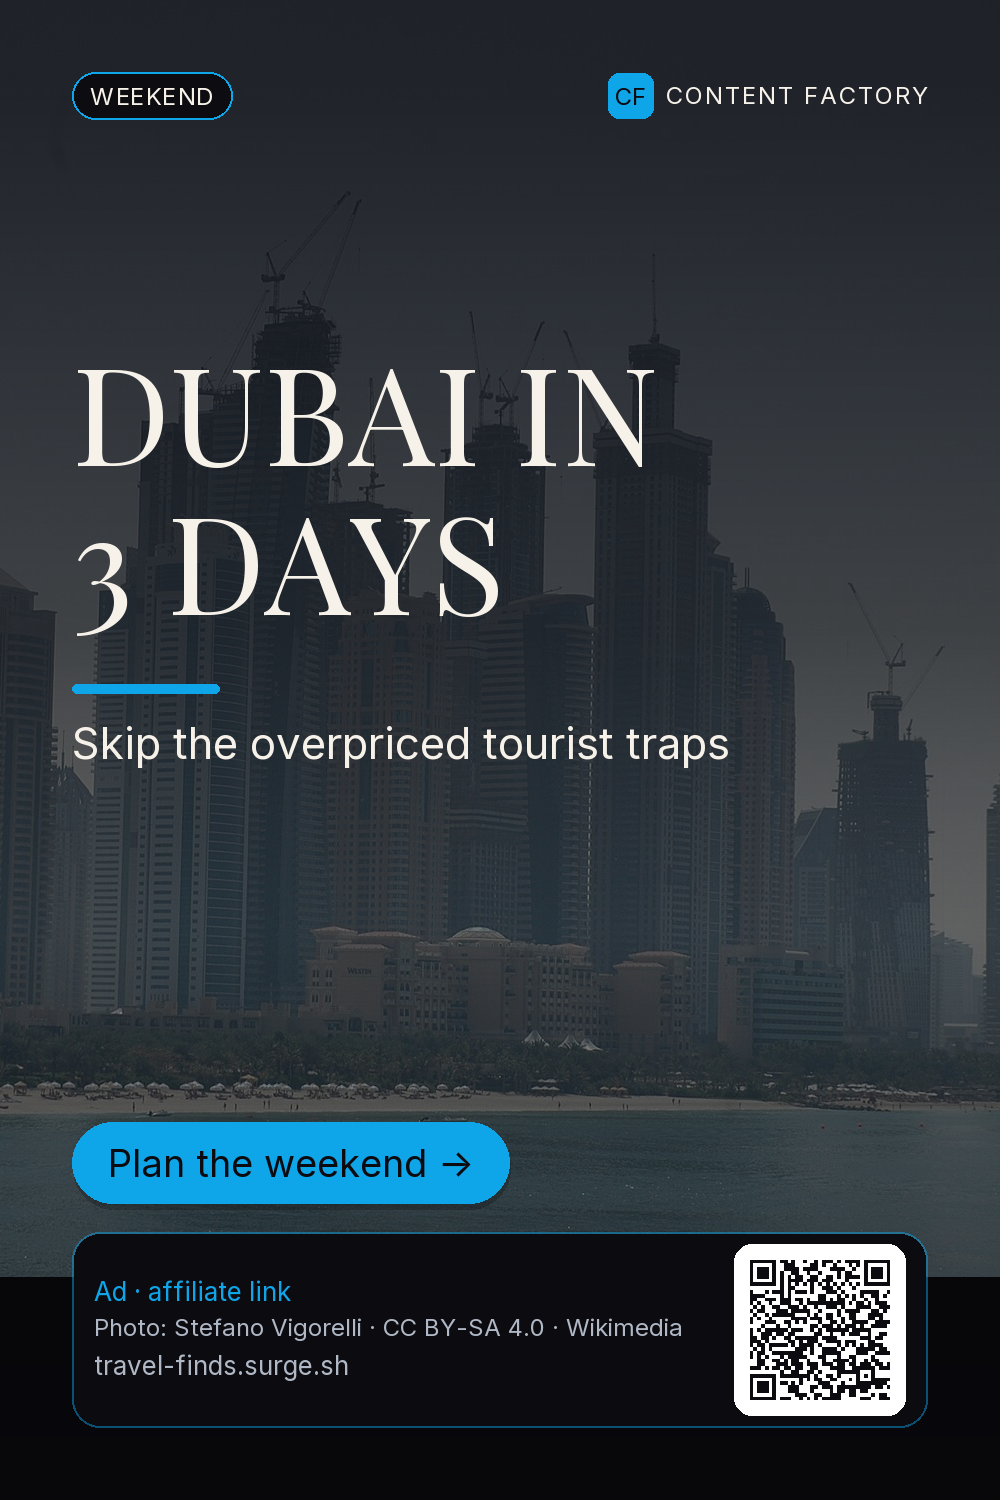 WEEKEND
CF CONTENT FACTORY
DUBAI IN
3 DAYS
Skip the overpriced tourist traps
WESTIN
Plan the weekend →
Ad · affiliate link
Photo: Stefano Vigorelli · CC BY-SA 4.0 · Wikimedia
travel-finds.surge.sh